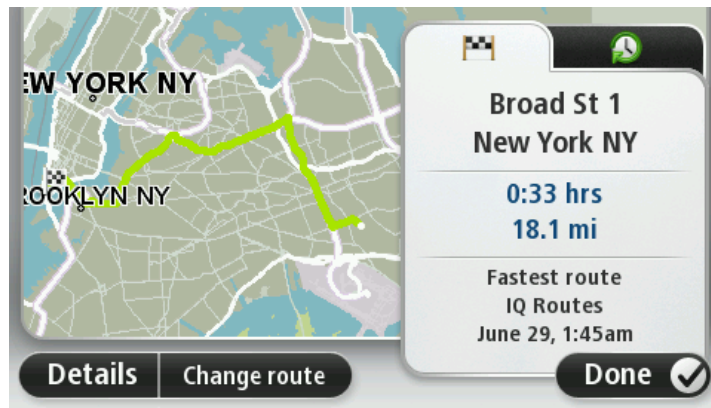 EW YORK NY
ROOKLYN NY
Broad St 1
New York NY
0:33 hrs
18.1 mi
Fastest route
IQ Routes
June 29, 1:45am
Details
Change route
Done